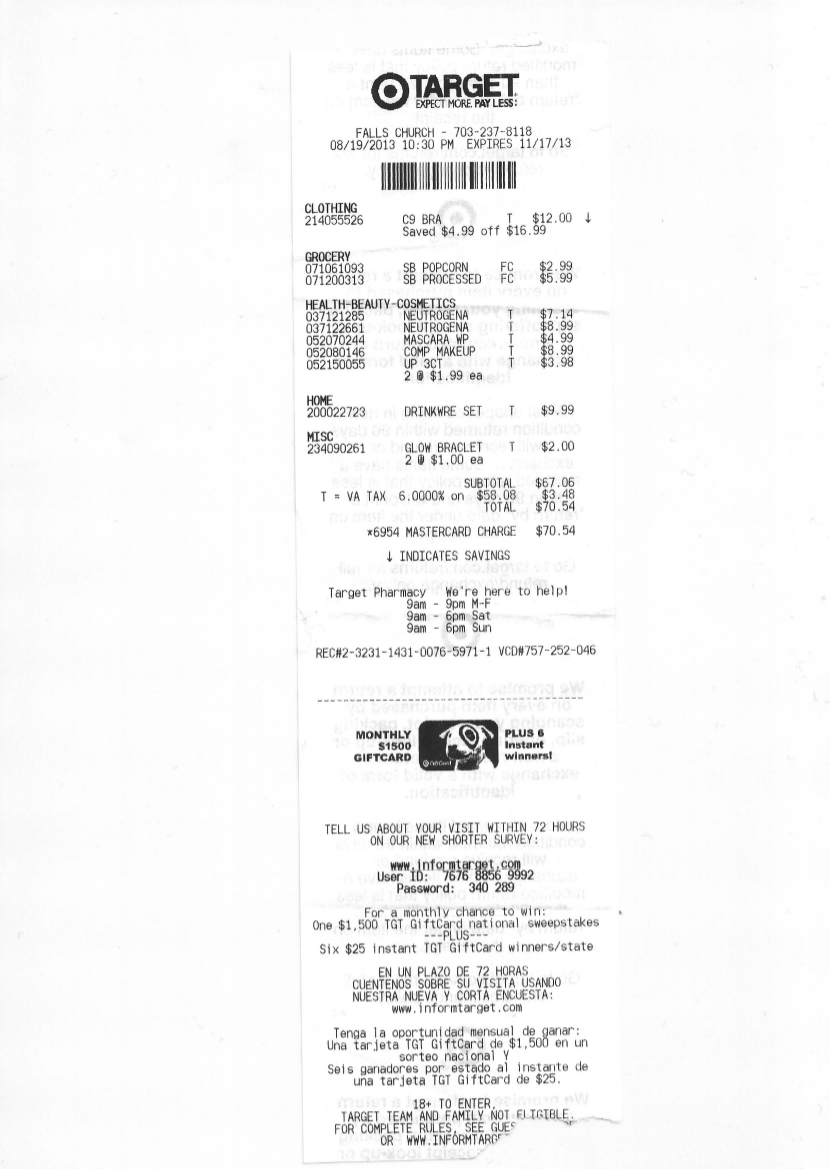 TARGET
EXPECT MORE. PAY LESS.
FALLS CHURCH - 703-237-8118
08/19/2013 10:30 PM EXPIRES 11/17/13
CLOTHING
214055526 C9 BRA T $12.00 ↓
Saved $4.99 off $16.99
GROCERY
071061093 SB POPCORN FC $2.99
071200313 SB PROCESSED FC $5.99
HEALTH-BEAUTY-COSMETICS
037121285 NEUTROGENA T $7.14
037122661 NEUTROGENA T $8.99
052070244 MASCARA WP T $4.99
052080146 COMP MAKEUP T $8.99
052150055 UP 3CT T $3.98
2 @ $1.99 ea
HOME
200022723 DRINKWRE SET T $9.99
MISC
234090261 GLOW BRACLET T $2.00
2 @ $1.00 ea
SUBTOTAL $67.06
T = VA TAX 6.0000% on $58.08 $3.48
TOTAL $70.54
*6954 MASTERCARD CHARGE $70.54
↓ INDICATES SAVINGS
Target Pharmacy We're here to help!
9am - 9pm M-F
9am - 6pm Sat
9am - 6pm Sun
REC#2-3231-1431-0076-5971-1 VCD#757-252-046
MONTHLY $1500 GIFTCARD
GiftCard
PLUS 6 Instant winners!
TELL US ABOUT YOUR VISIT WITHIN 72 HOURS
ON OUR NEW SHORTER SURVEY:
www.informtarget.com
User ID: 7676 8856 9992
Password: 340 289
For a monthly chance to win:
One $1,500 TGT GiftCard national sweepstakes
---PLUS---
Six $25 instant TGT GiftCard winners/state
EN UN PLAZO DE 72 HORAS
CUENTENOS SOBRE SU VISITA USANDO
NUESTRA NUEVA Y CORTA ENCUESTA:
www.informtarget.com
Tenga la oportunidad mensual de ganar:
Una tarjeta TGT GiftCard de $1,500 en un
sorteo nacional Y
Seis ganadores por estado al instante de
una tarjeta TGT GiftCard de $25.
18+ TO ENTER.
TARGET TEAM AND FAMILY NOT ELIGIBLE.
FOR COMPLETE RULES, SEE GUES
OR WWW.INFORMTARG